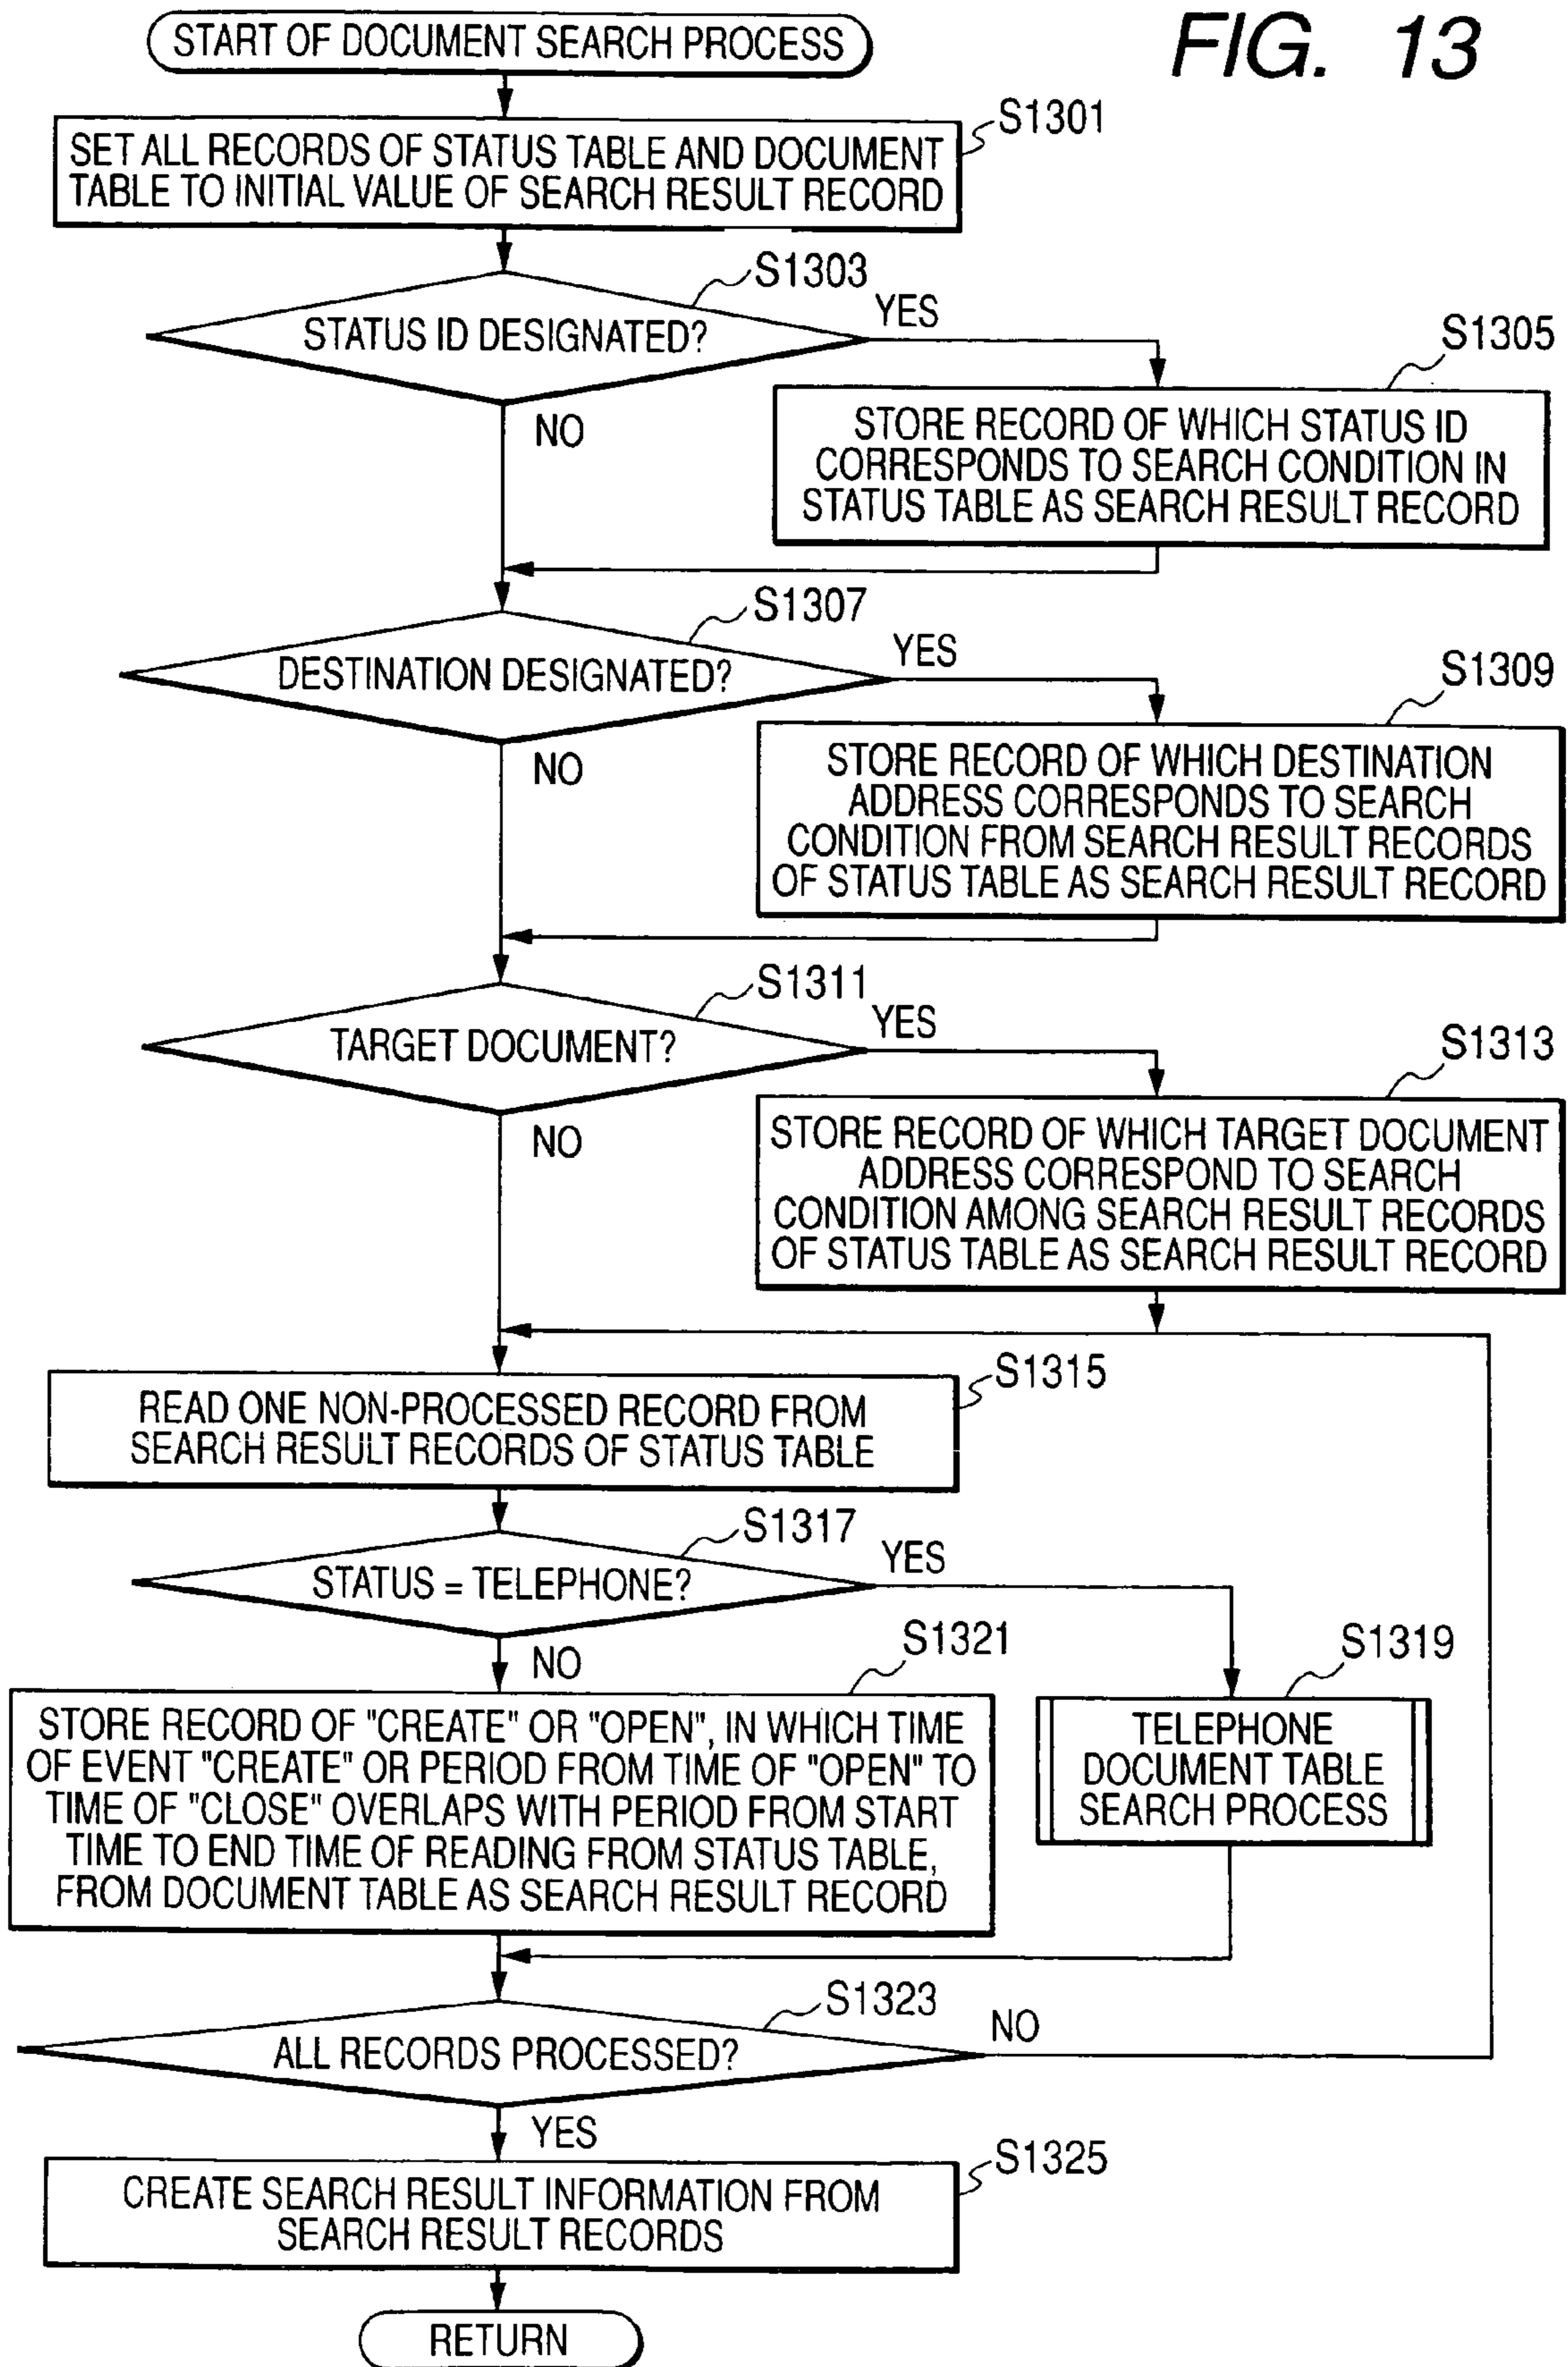 FIG. 13
START OF DOCUMENT SEARCH PROCESS
S1301
SET ALL RECORDS OF STATUS TABLE AND DOCUMENT
TABLE TO INITIAL VALUE OF SEARCH RESULT RECORD
S1303
STATUS ID DESIGNATED?
YES
NO
S1305
STORE RECORD OF WHICH STATUS ID
CORRESPONDS TO SEARCH CONDITION IN
STATUS TABLE AS SEARCH RESULT RECORD
S1307
DESTINATION DESIGNATED?
YES
NO
S1309
STORE RECORD OF WHICH DESTINATION
ADDRESS CORRESPONDS TO SEARCH
CONDITION FROM SEARCH RESULT RECORDS
OF STATUS TABLE AS SEARCH RESULT RECORD
S1311
TARGET DOCUMENT?
YES
NO
S1313
STORE RECORD OF WHICH TARGET DOCUMENT
ADDRESS CORRESPOND TO SEARCH
CONDITION AMONG SEARCH RESULT RECORDS
OF STATUS TABLE AS SEARCH RESULT RECORD
S1315
READ ONE NON-PROCESSED RECORD FROM
SEARCH RESULT RECORDS OF STATUS TABLE
S1317
STATUS = TELEPHONE?
YES
NO
S1321
STORE RECORD OF "CREATE" OR "OPEN", IN WHICH TIME
OF EVENT "CREATE" OR PERIOD FROM TIME OF "OPEN" TO
TIME OF "CLOSE" OVERLAPS WITH PERIOD FROM START
TIME TO END TIME OF READING FROM STATUS TABLE,
FROM DOCUMENT TABLE AS SEARCH RESULT RECORD
S1319
TELEPHONE
DOCUMENT TABLE
SEARCH PROCESS
S1323
ALL RECORDS PROCESSED?
NO
YES
S1325
CREATE SEARCH RESULT INFORMATION FROM
SEARCH RESULT RECORDS
RETURN